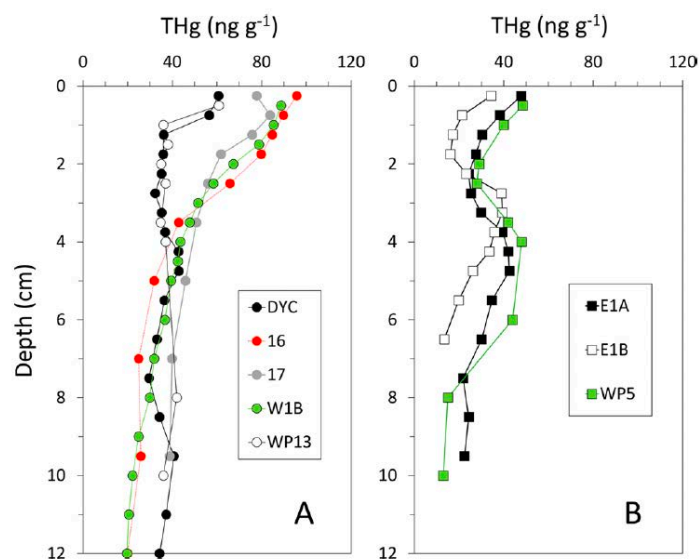 THg (ng g⁻¹)
0 40 80 120
0
2
4
6
8
10
12
Depth (cm)
DYC
16
17
W1B
WP13
A
THg (ng g⁻¹)
0 40 80 120
E1A
E1B
WP5
B